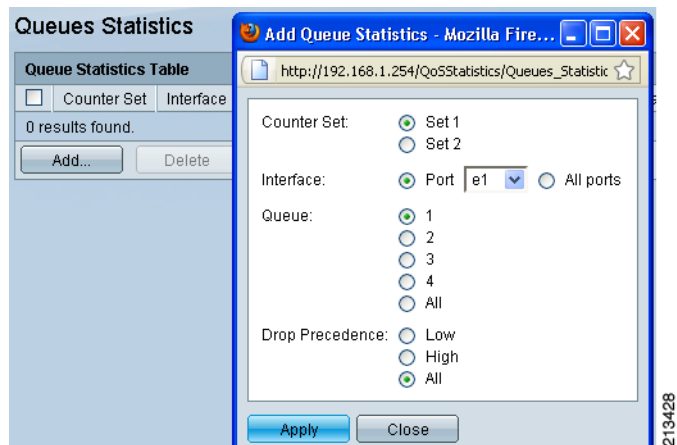 Queues Statistics
Queue Statistics Table
Counter Set Interface
0 results found.
Add... Delete
Add Queue Statistics - Mozilla Fire...
http://192.168.1.254/QoSStatistics/Queues_Statistic
Counter Set: Set 1
Set 2
Interface: Port e1 All ports
Queue: 1
2
3
4
All
Drop Precedence: Low
High
All
Apply Close
213428